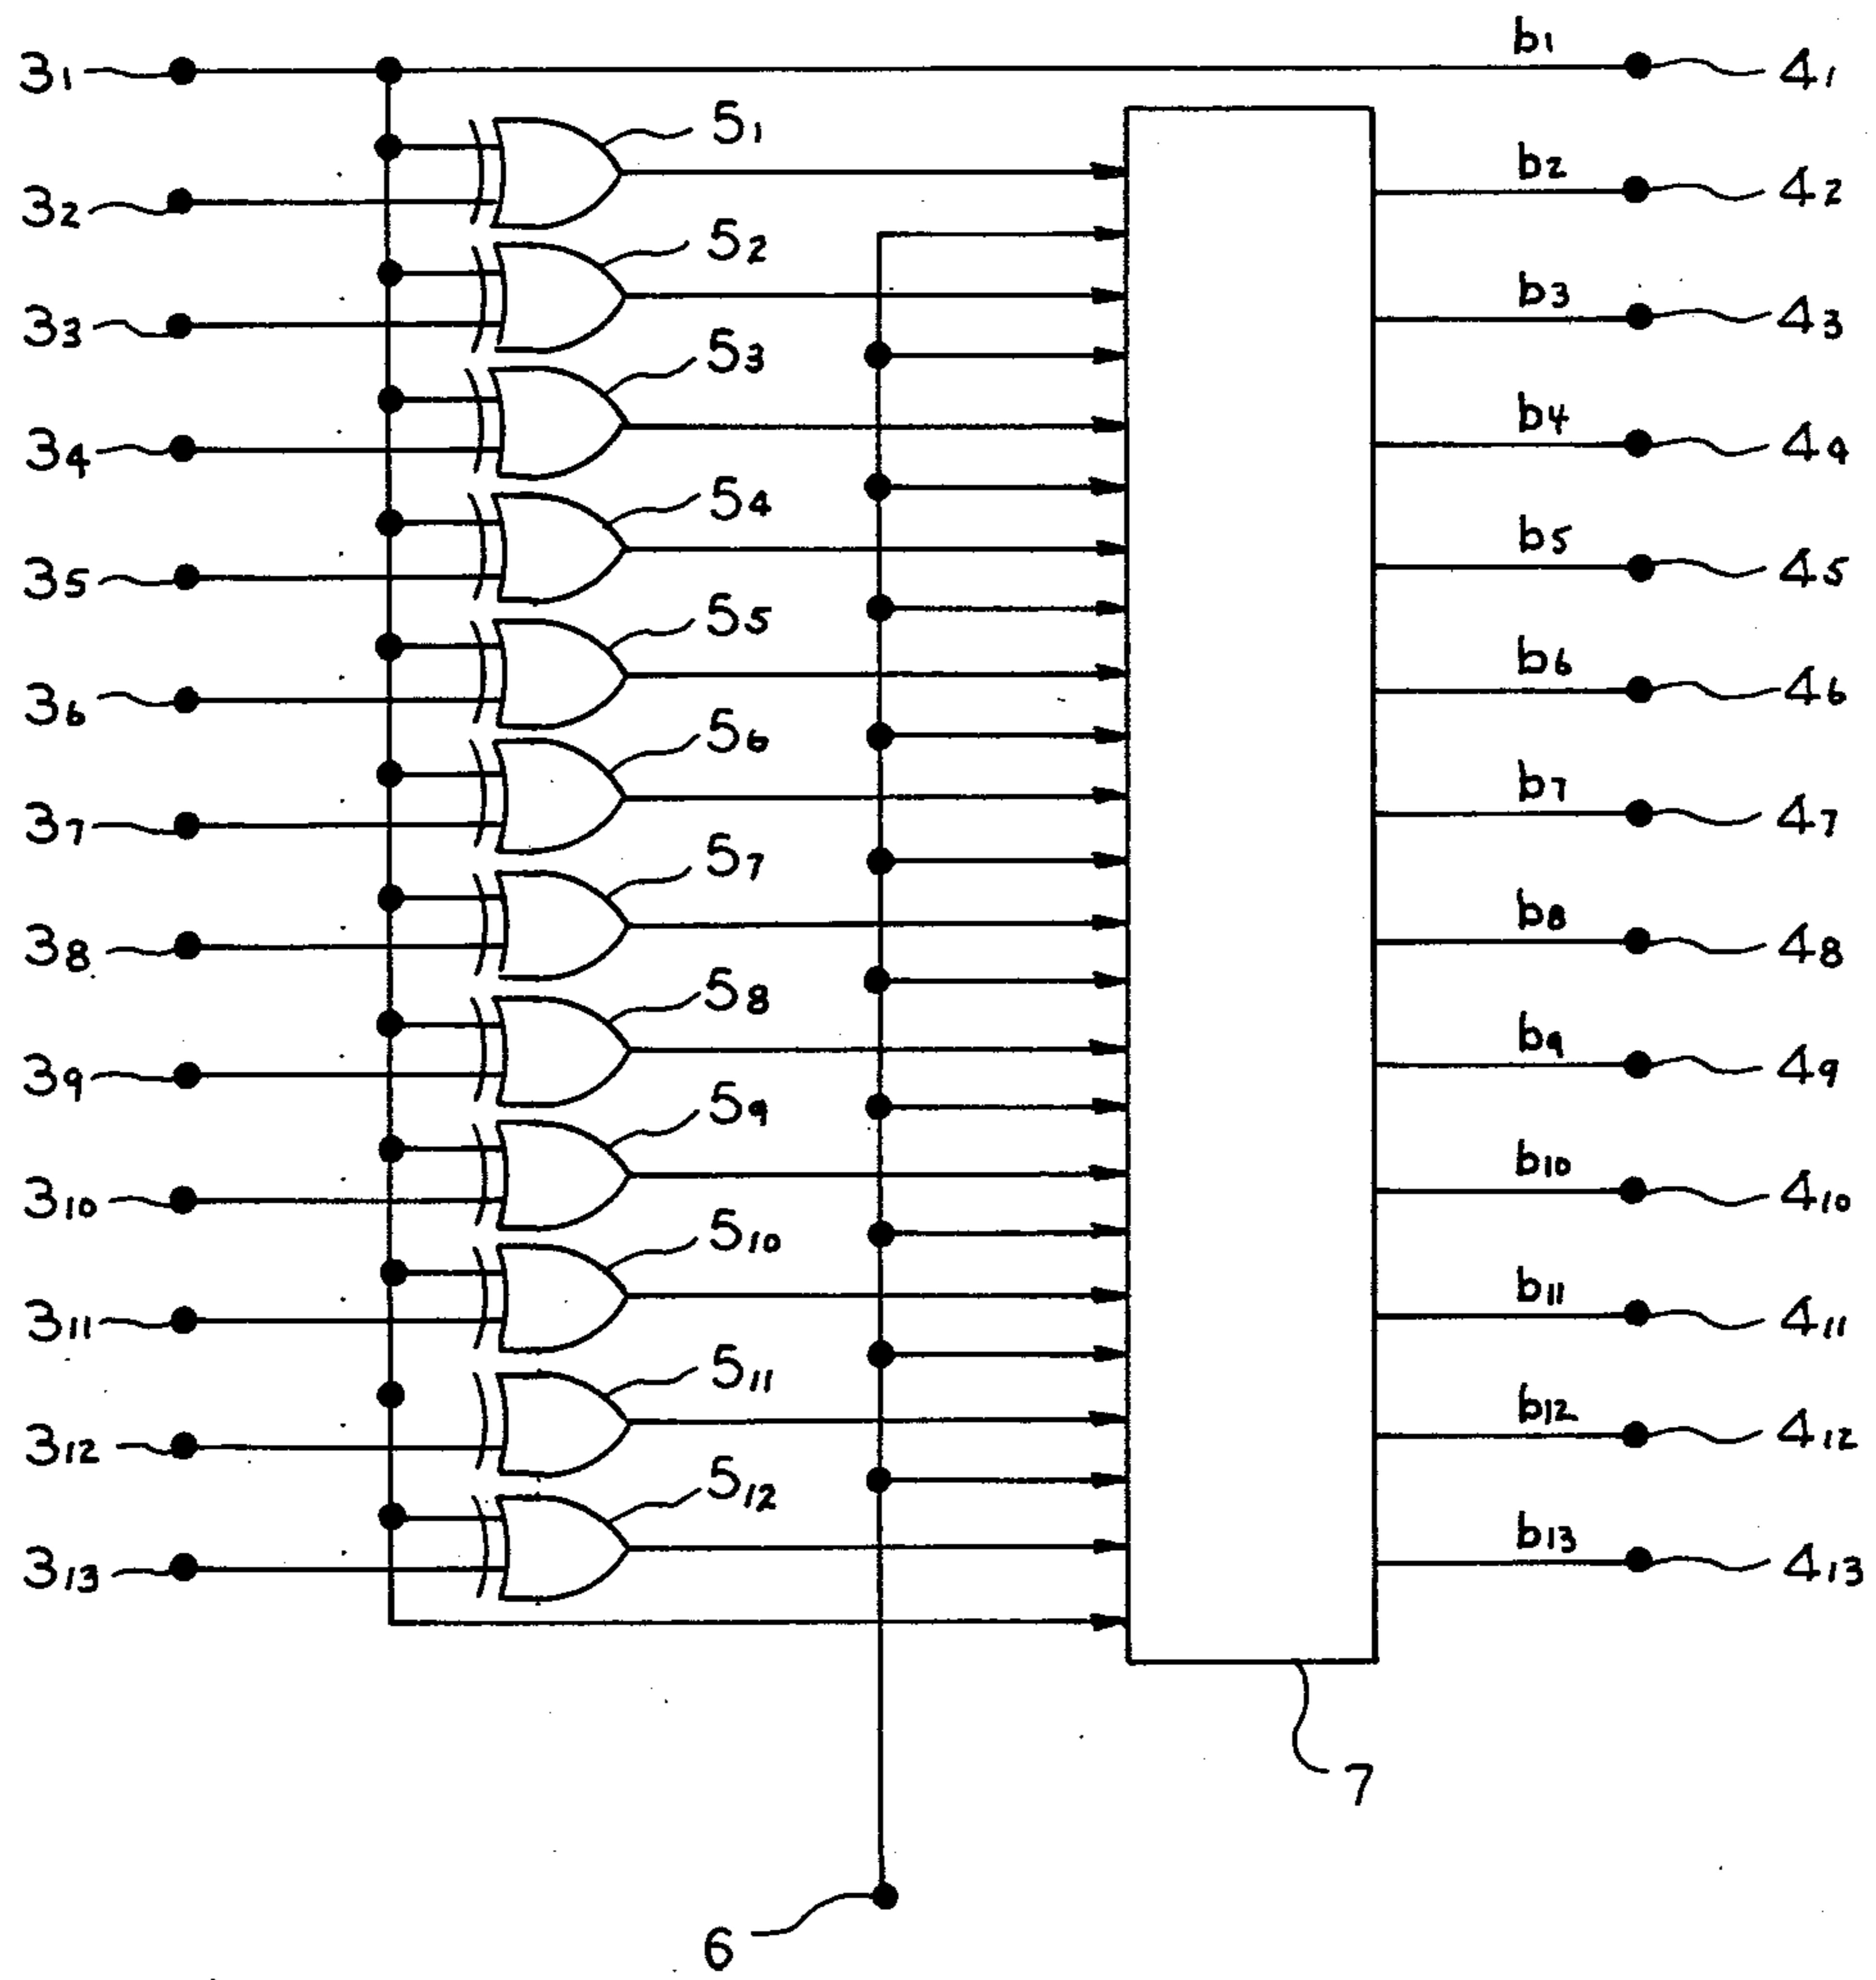 3₁ b₁ 4₁
5₁
3₂ b₂ 4₂
5₂
3₃ b₃ 4₃
5₃
3₄ b₄ 4₄
5₄
3₅ b₅ 4₅
5₅
3₆ b₆ 4₆
5₆
3₇ b₇ 4₇
5₇
3₈ b₈ 4₈
5₈
3₉ b₉ 4₉
5₉
3₁₀ b₁₀ 4₁₀
5₁₀
3₁₁ b₁₁ 4₁₁
5₁₁
3₁₂ b₁₂ 4₁₂
5₁₂
3₁₃ b₁₃ 4₁₃
7
6